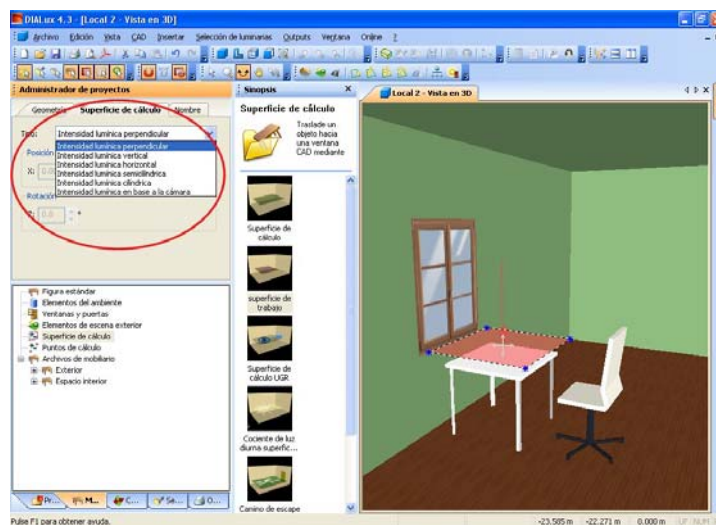 DIALux 4.3 - [Local 2 - Vista en 3D]
Archivo Edición Vista CAD Insertar Selección de luminarias Outputs Ventana Online ?
Administrador de proyectos
Geometría Superficie de cálculo Nombre
Tipo: Intensidad lumínica perpendicular
Intensidad lumínica perpendicular
Intensidad lumínica vertical
Intensidad lumínica horizontal
Intensidad lumínica semicilíndrica
Intensidad lumínica cilíndrica
Intensidad lumínica en base a la cámara
Posición
X:
Rotación
0.0 °
Figura estándar
Elementos del ambiente
Ventanas y puertas
Elementos de escena exterior
Superficie de cálculo
Puntos de cálculo
Archivos de mobiliario
Exterior
Espacio interior
Pr... M... C... Se... O...
Sinopsis X
Superficie de cálculo
Traslade un
objeto hacia
una ventana
CAD mediante
Superficie de
cálculo
superficie de
trabajo
Superficie de
cálculo UGR
Cociente de luz
diurna superfic...
Camino de escape
Local 2 - Vista en 3D
Pulse F1 para obtener ayuda.
-23.585 m -22.271 m 0.000 m UF NUM